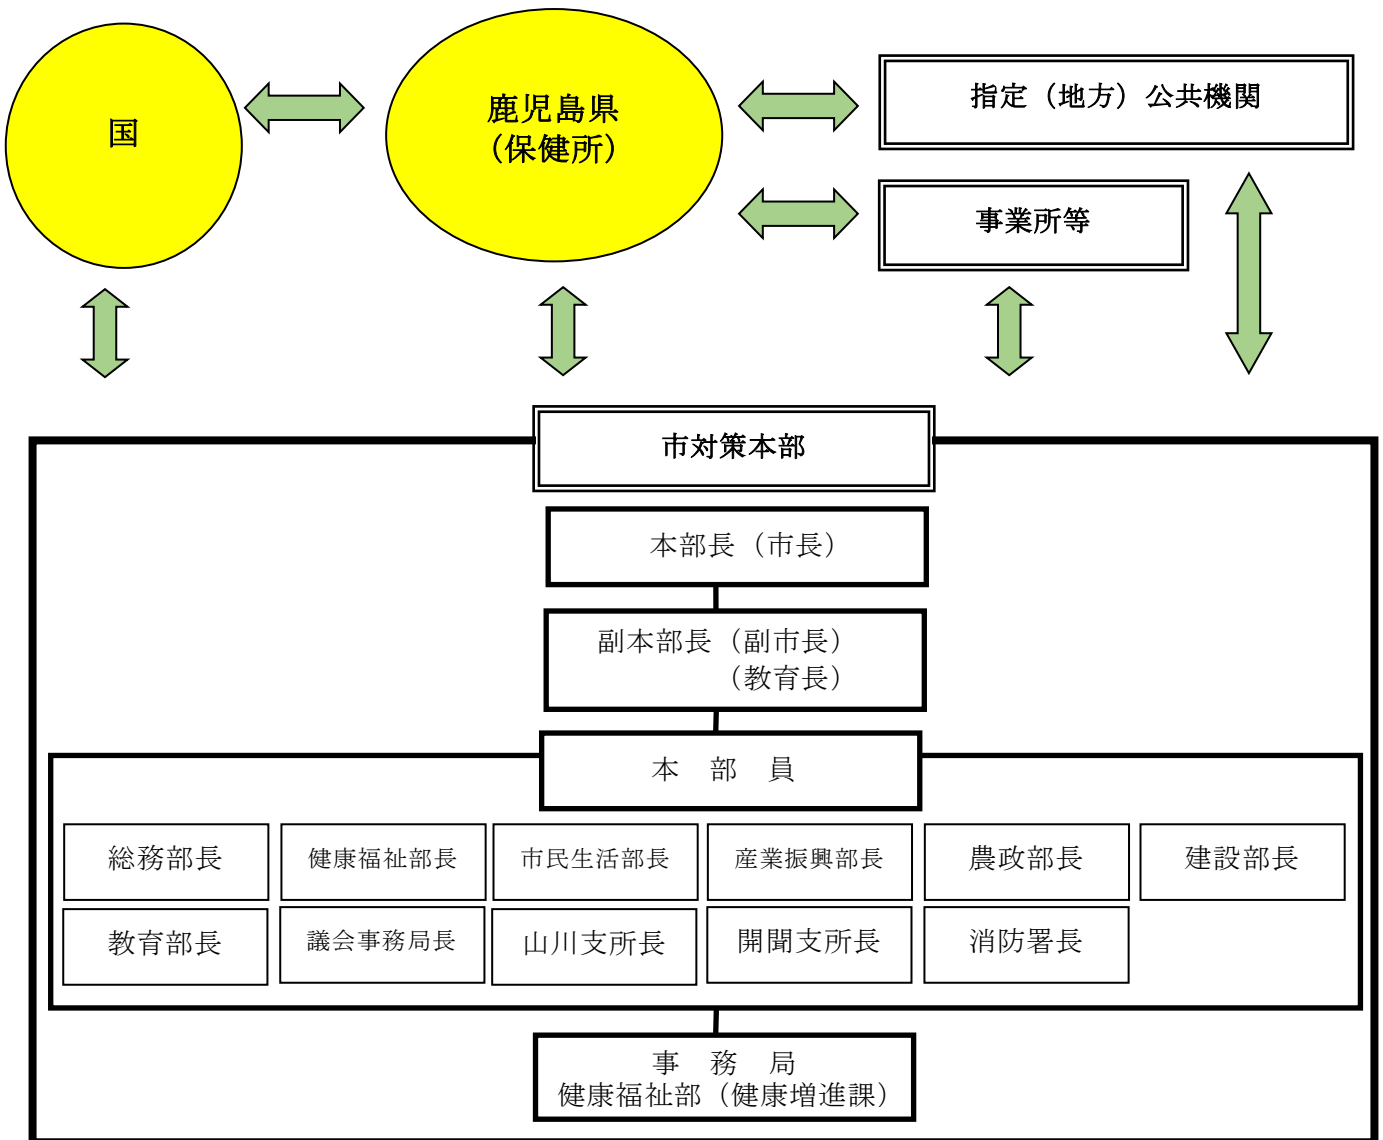 国
鹿児島県
（保健所）
指定（地方）公共機関
事業所等
市対策本部
本部長（市長）
副本部長（副市長）
（教育長）
本　部　員
総務部長
健康福祉部長
市民生活部長
産業振興部長
農政部長
建設部長
教育部長
議会事務局長
山川支所長
開聞支所長
消防署長
事　務　局
健康福祉部（健康増進課）